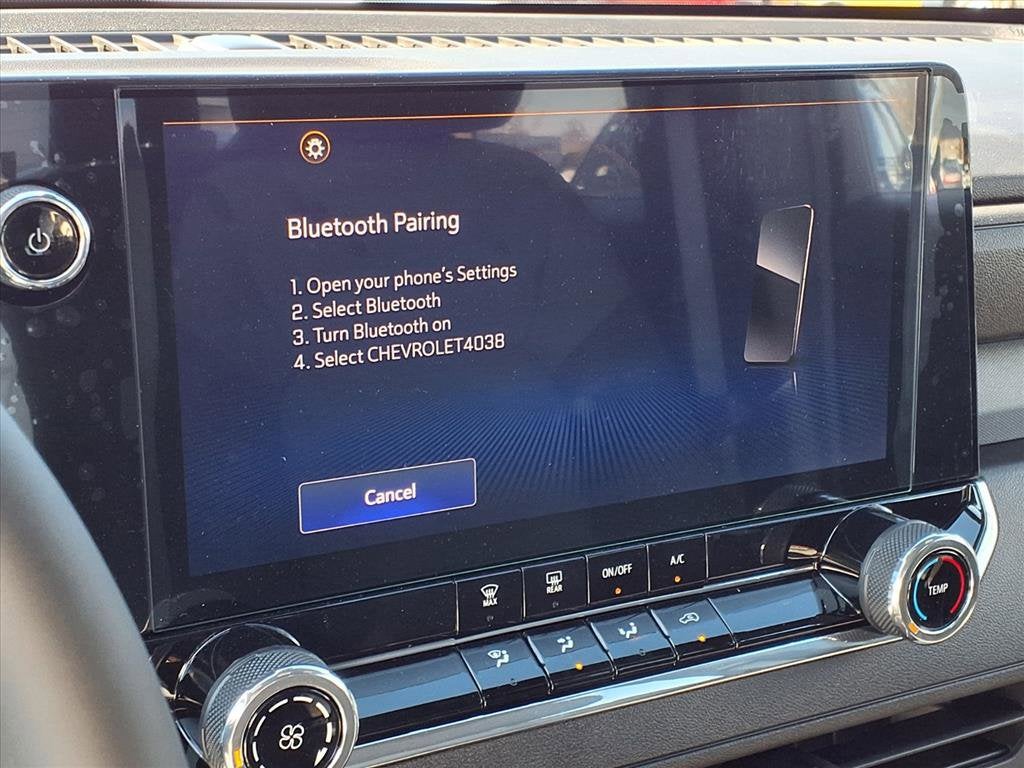 Bluetooth Pairing
1. Open your phone's Settings
2. Select Bluetooth
3. Turn Bluetooth on
4. Select CHEVROLET4038
Cancel
MAX
REAR
ON/OFF
A/C
TEMP